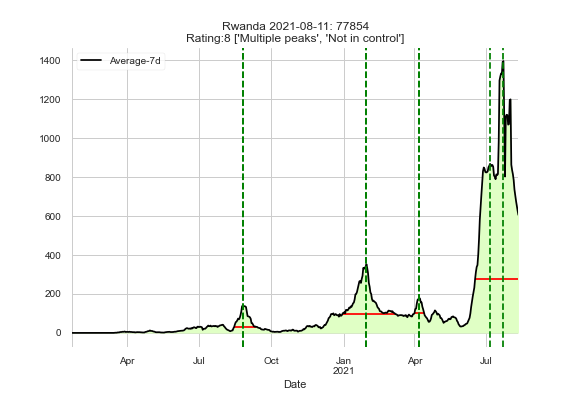 Rwanda 2021-08-11: 77854
Rating:8 ['Multiple peaks', 'Not in control']
Average-7d
1400
1200
1000
800
600
400
200
0
Apr Jul Oct Jan Apr Jul
2021
Date